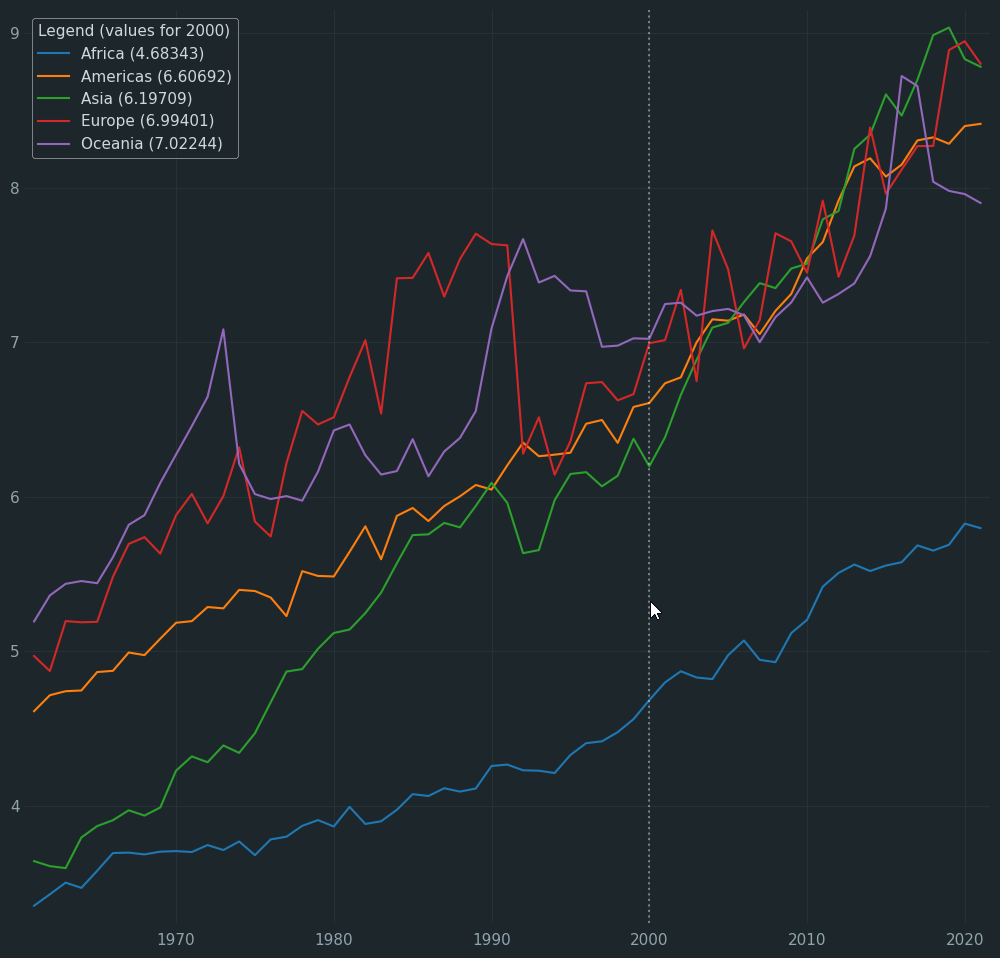 Legend (values for 2000)
Africa (4.68343)
Americas (6.60692)
Asia (6.19709)
Europe (6.99401)
Oceania (7.02244)
9
8
7
6
5
4
1970 1980 1990 2000 2010 2020